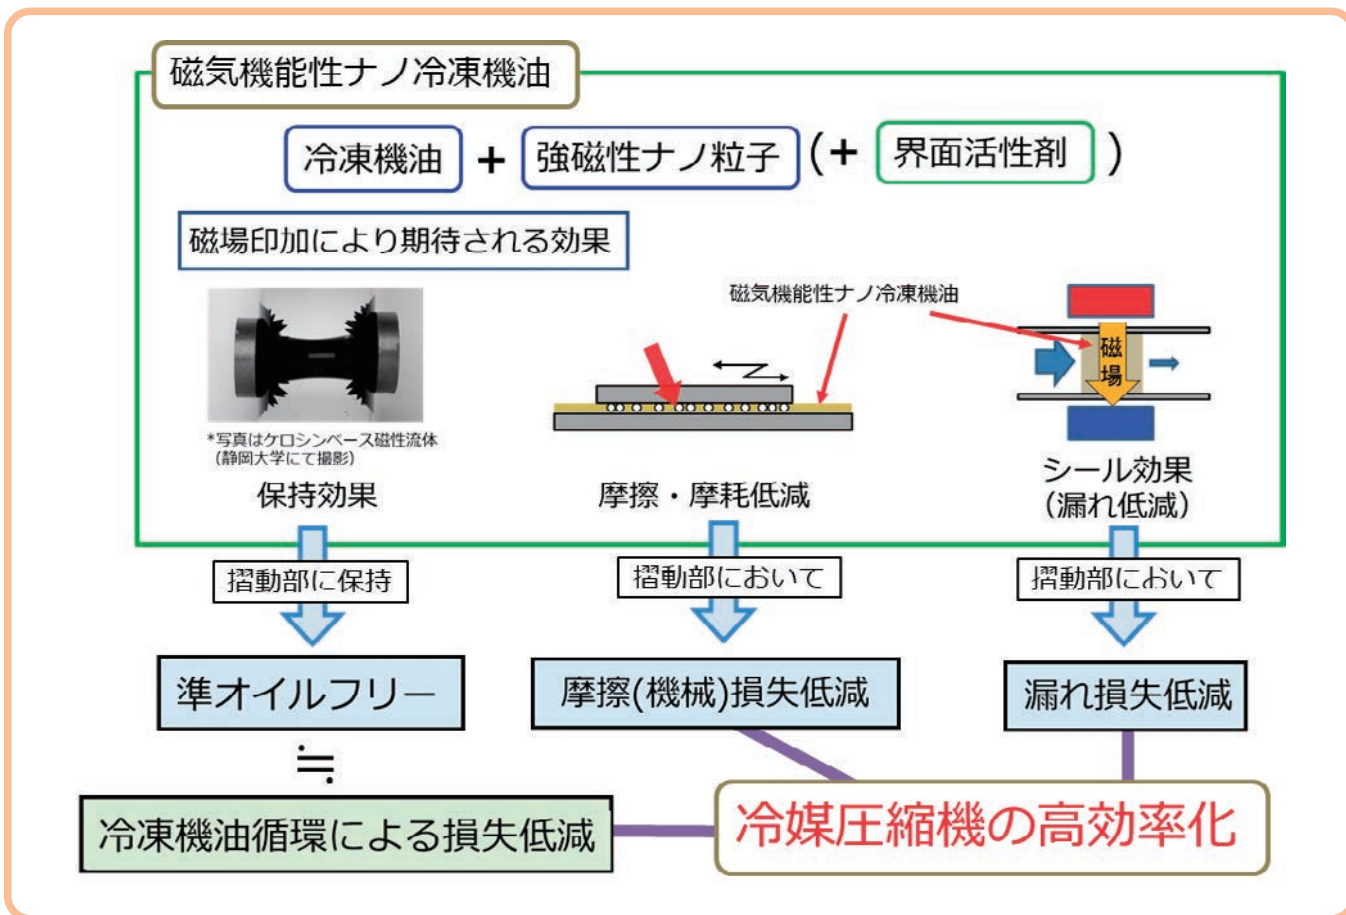 磁気機能性ナノ冷凍機油
冷凍機油 + 強磁性ナノ粒子 (+ 界面活性剤 )
磁場印加により期待される効果
磁気機能性ナノ冷凍機油
磁場
*写真はケロシンベース磁性流体
(静岡大学にて撮影)
保持効果
摩擦・摩耗低減
シール効果
(漏れ低減)
摺動部に保持
摺動部において
摺動部において
準オイルフリー
摩擦(機械)損失低減
漏れ損失低減
≒
冷凍機油循環による損失低減
冷媒圧縮機の高効率化